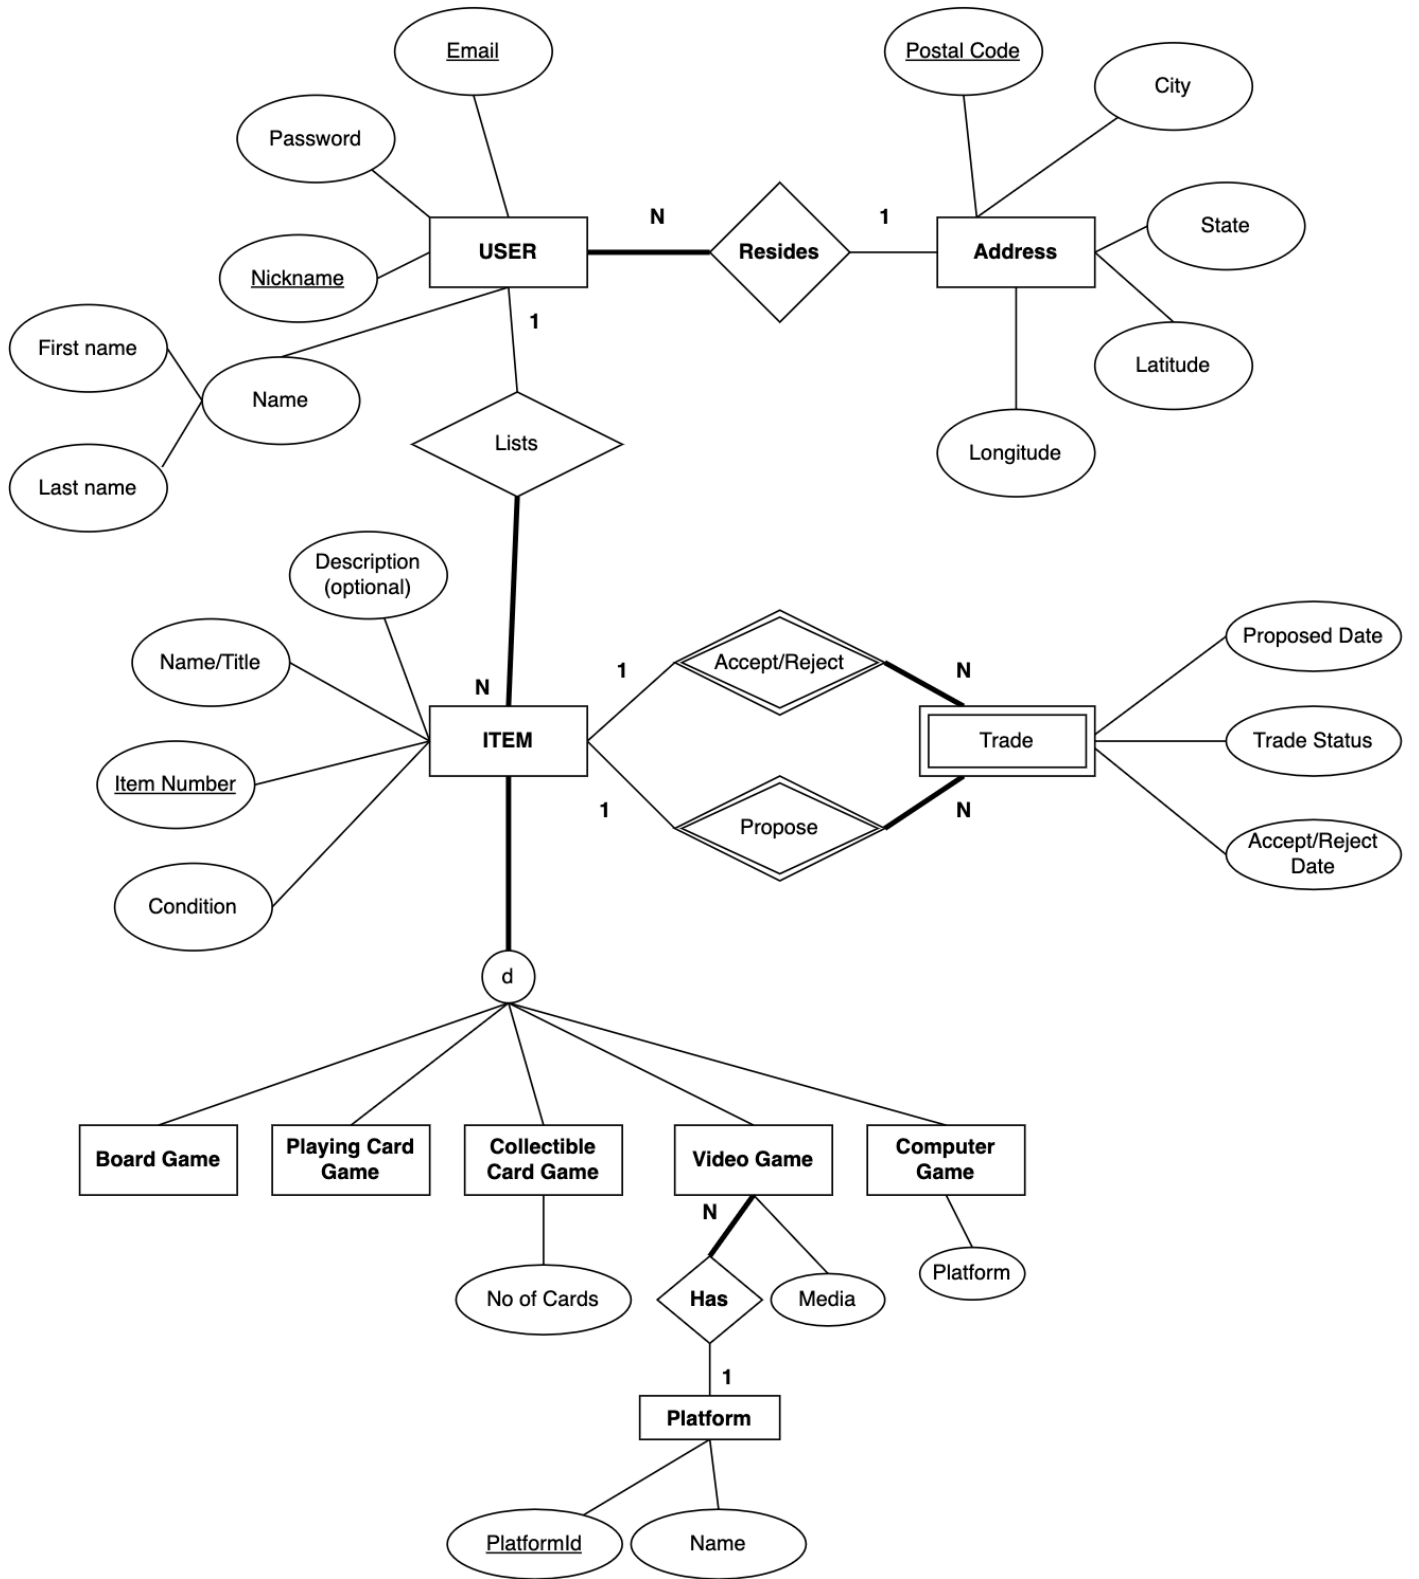 Email
Postal Code
City
Password
State
N
1
USER
Resides
Address
Nickname
1
First name
Latitude
Name
Lists
Longitude
Last name
Description
(optional)
Proposed Date
Name/Title
1
Accept/Reject
N
N
ITEM
Trade
Trade Status
Item Number
1
Propose
N
Accept/Reject
Date
Condition
d
Board Game
Playing Card
Game
Collectible
Card Game
Video Game
Computer
Game
N
Platform
No of Cards
Has
Media
1
Platform
PlatformId
Name